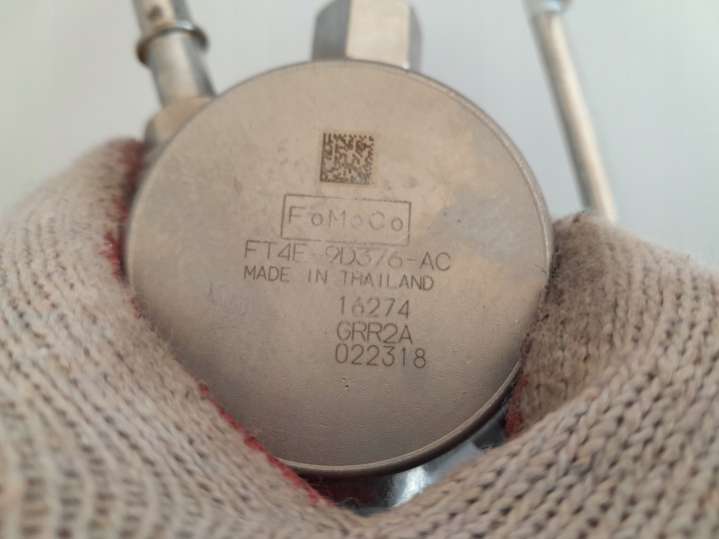 FoMoCo
FT4E-9D376-AC
MADE IN THAILAND
16274
GRR2A
022318